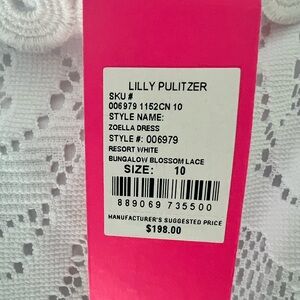 LILLY PULITZER
SKU #
006979 1152CN 10
STYLE NAME:
ZOELLA DRESS
STYLE #: 006979
RESORT WHITE
BUNGALOW BLOSSOM LACE
SIZE: 10
889069 735500
MANUFACTURER'S SUGGESTED PRICE
$198.00